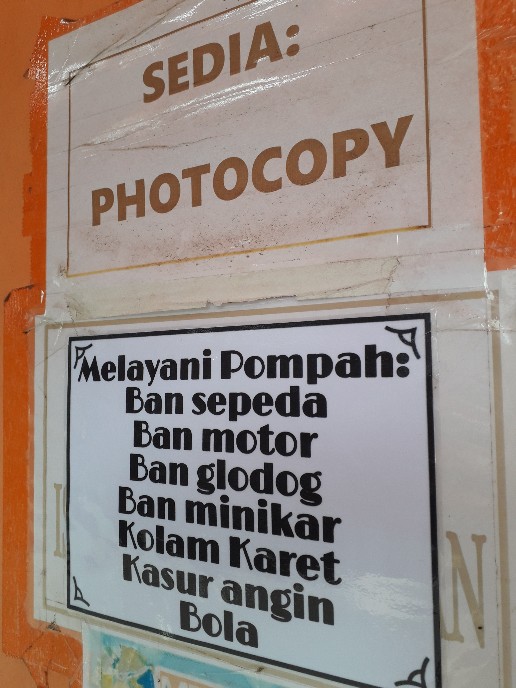 SEDIA:
PHOTOCOPY
Melayani Pompah:
Ban sepeda
Ban motor
Ban glodog
Ban minikar
Kolam Karet
Kasur angin
Bola